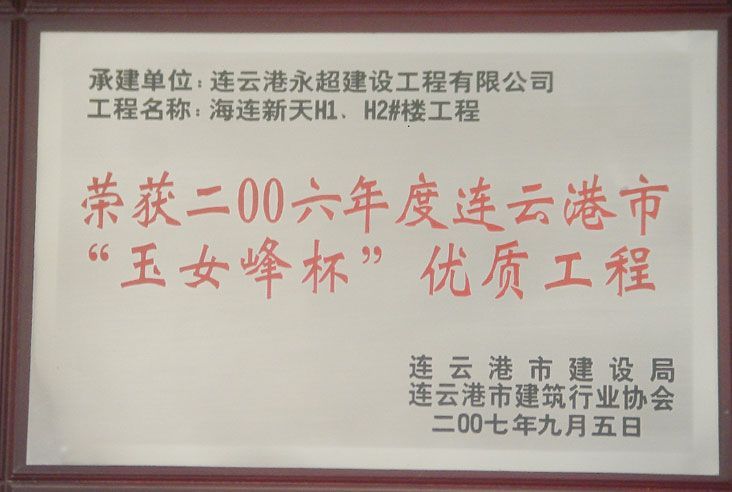 承建单位：连云港永超建设工程有限公司
工程名称：海连新天H1、H2#楼工程
荣获二00六年度连云港市
“玉女峰杯”优质工程
连云港市建设局
连云港市建筑行业协会
二00七年九月五日